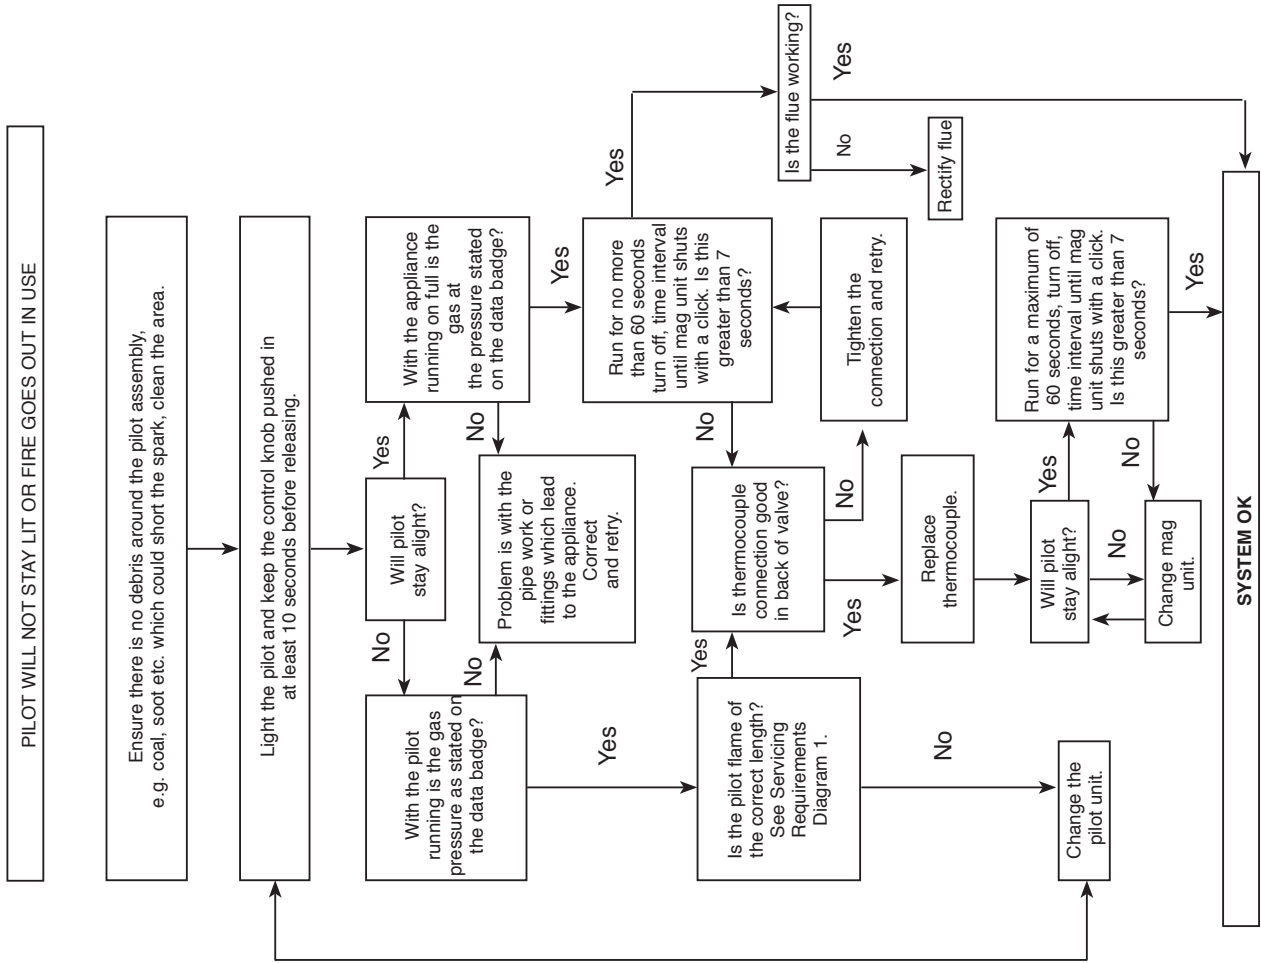 PILOT WILL NOT STAY LIT OR FIRE GOES OUT IN USE
Ensure there is no debris around the pilot assembly,
e.g. coal, soot etc. which could short the spark, clean the area.
Light the pilot and keep the control knob pushed in
at least 10 seconds before releasing.
Will pilot
stay alight?
No
Yes
With the pilot
running is the gas
pressure as stated on
the data badge?
No
Yes
With the appliance
running on full is the
gas at
the pressure stated
on the data badge?
No
Yes
Problem is with the
pipe work or
fittings which lead
to the appliance.
Correct
and retry.
Is the pilot flame of
the correct length?
See Servicing
Requirements
Diagram 1.
Yes
No
Run for no more
than 60 seconds
turn off, time interval
until mag unit shuts
with a click. Is this
greater than 7
seconds?
No
Yes
Is thermocouple
connection good
in back of valve?
Yes
No
Tighten the
connection and retry.
Is the flue working?
No
Yes
Rectify flue
Replace
thermocouple.
Will pilot
stay alight?
Yes
No
Run for a maximum of
60 seconds, turn off,
time interval until mag
unit shuts with a click.
Is this greater than 7
seconds?
No
Yes
Change mag
unit.
Change the
pilot unit.
SYSTEM OK